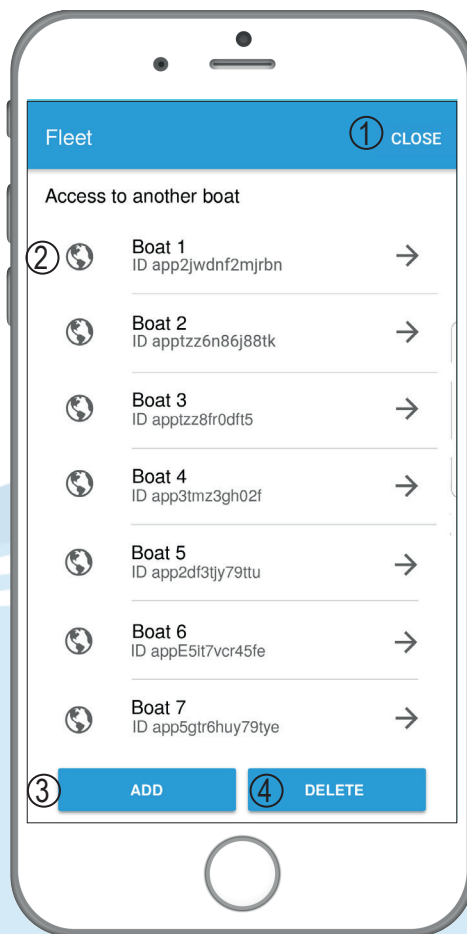 Fleet
① CLOSE
Access to another boat
②
Boat 1
ID app2jwdnf2mjrbn
Boat 2
ID apptzz6n86j88tk
Boat 3
ID apptzz8fr0dft5
Boat 4
ID app3tmz3gh02f
Boat 5
ID app2df3tjy79ttu
Boat 6
ID appE5it7vcr45fe
Boat 7
ID app5gtr6huy79tye
③ ADD
④ DELETE